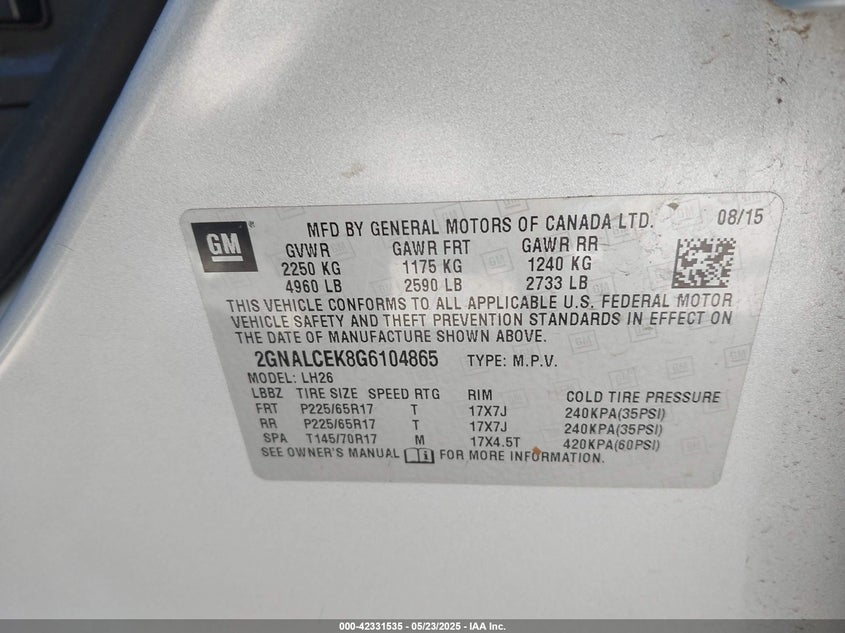 GM
MFD BY GENERAL MOTORS OF CANADA LTD. 08/15
GVWR GAWR FRT GAWR RR
2250 KG 1175 KG 1240 KG
4960 LB 2590 LB 2733 LB
THIS VEHICLE CONFORMS TO ALL APPLICABLE U.S. FEDERAL MOTOR
VEHICLE SAFETY AND THEFT PREVENTION STANDARDS IN EFFECT ON
THE DATE OF MANUFACTURE SHOWN ABOVE.
2GNALCEK8G6104865 TYPE: M.P.V.
MODEL: LH26
LBBZ TIRE SIZE SPEED RTG RIM COLD TIRE PRESSURE
FRT P225/65R17 T 17X7J 240KPA(35PSI)
RR P225/65R17 T 17X7J 240KPA(35PSI)
SPA T145/70R17 M 17X4.5T 420KPA(60PSI)
SEE OWNER'S MANUAL FOR MORE INFORMATION.
000-42331535 - 05/23/2025 - IAA Inc.